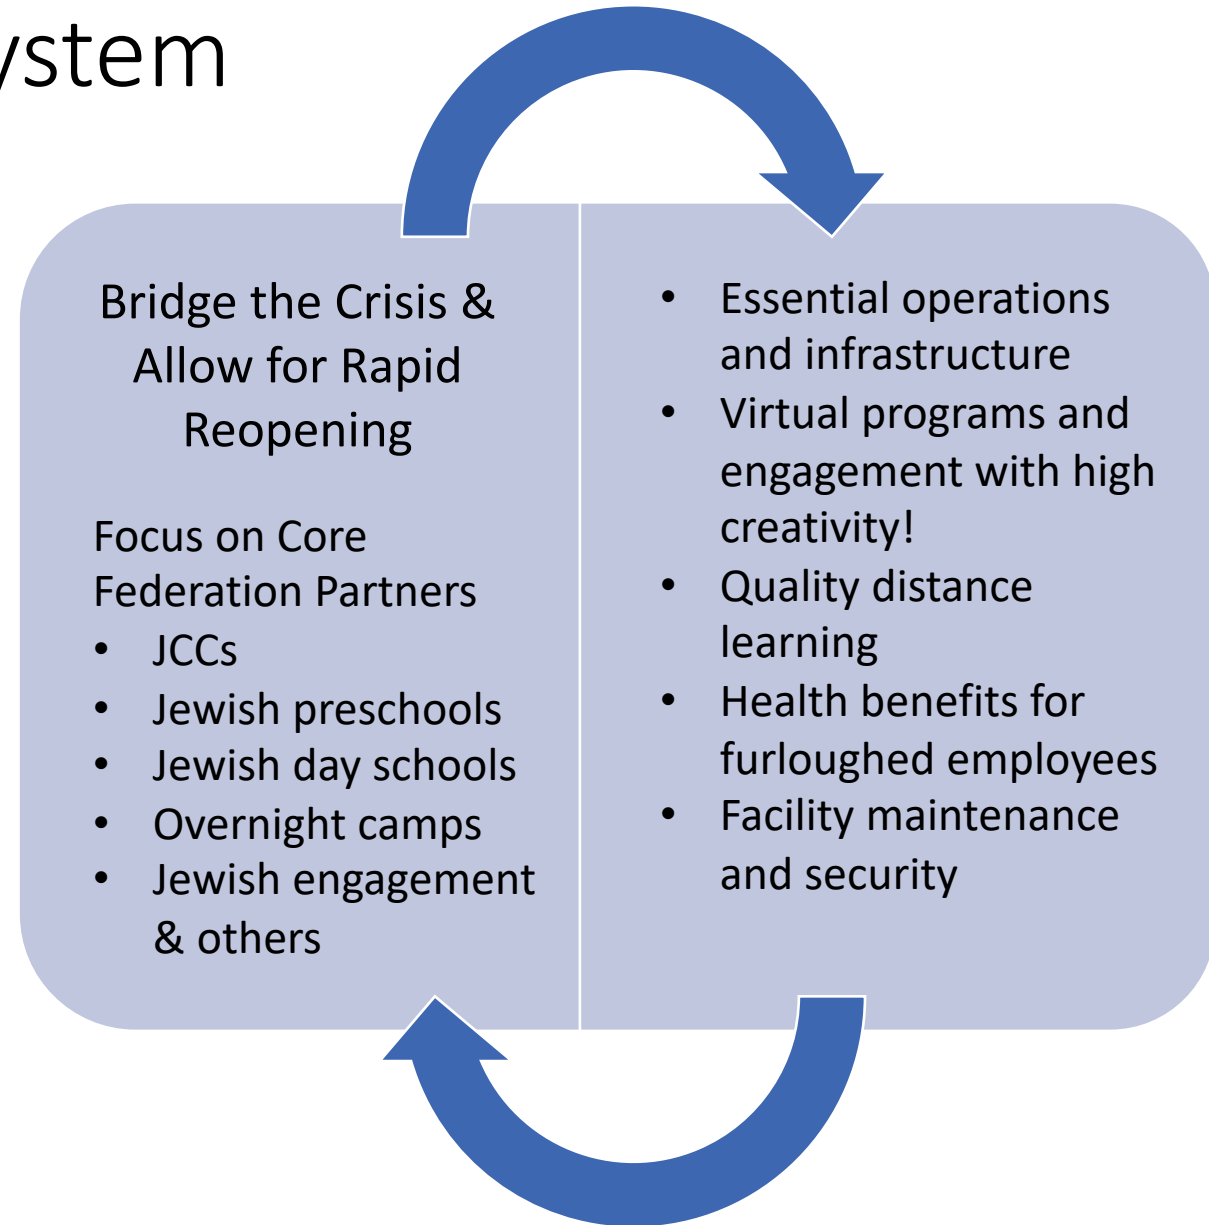 ystem
Bridge the Crisis &
Allow for Rapid
Reopening
Focus on Core
Federation Partners
• JCCs
• Jewish preschools
• Jewish day schools
• Overnight camps
• Jewish engagement
& others
• Essential operations
and infrastructure
• Virtual programs and
engagement with high
creativity!
• Quality distance
learning
• Health benefits for
furloughed employees
• Facility maintenance
and security